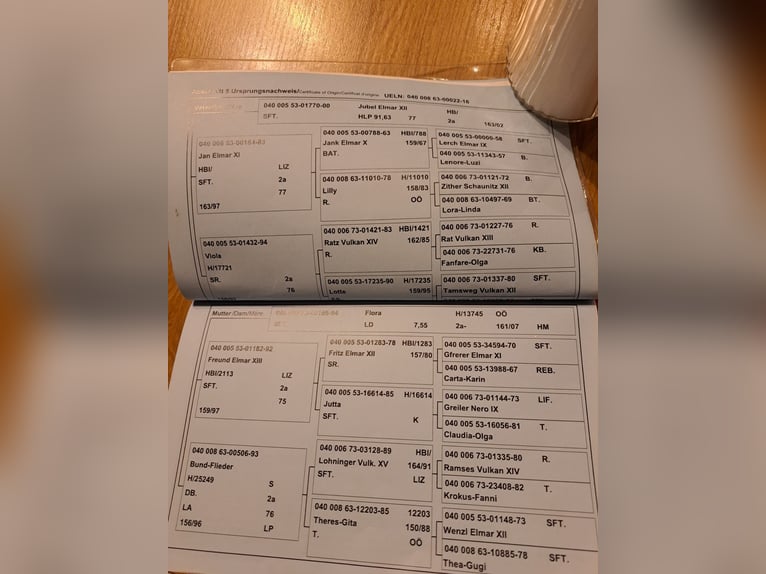 Ursprungsnachweis/Certificate of Origin/Certificat d'origine UELN: 040 008 63-00022-16
040 005 53-01770-00 Jubel Elmar XII HBI/
SFT. HLP 91,63 77 2a 163/02
Jan Elmar XI
HBI/ LIZ
SFT. 2a
77
163/97
040 005 53-00788-63 HBI/788
Jank Elmar X 159/67
BAT.
040 008 63-11010-78 H/11010
Lilly 158/83
R. OÖ
040 005 53-00000-58 SFT.
Lerch Elmar IX
040 005 53-11343-57 B.
Lenore-Luzi
040 006 73-01121-72 B.
Zither Schaunitz XII
040 008 63-10497-69 BT.
Lora-Linda
040 005 53-01432-94
Viola
H/17721
SR. 2a
76
040 006 73-01421-83 HBI/1421
Ratz Vulkan XIV 162/85
R.
040 005 53-17235-90 H/17235
Lotte 159/95
040 006 73-01227-76 R.
Rat Vulkan XIII
040 006 73-22731-76 KB.
Fanfare-Olga
040 006 73-01337-80 SFT.
Tamsweg Vulkan XII
Mutter/Dam/Mère Flora H/13745 OÖ
LD 7,55 2a- 161/07 HM
040 005 53-01182-92
Freund Elmar XIII
HBI/2113 LIZ
SFT. 2a
75
159/97
040 005 53-01283-78 HBI/1283
Fritz Elmar XII 157/80
SR.
040 005 53-16614-85 H/16614
Jutta
SFT. K
040 005 53-34594-70 SFT.
Gfrerer Elmar XI
040 005 53-13988-67 REB.
Carta-Karin
040 006 73-01144-73 LIF.
Greiler Nero IX
040 005 53-16056-81 T.
Claudia-Olga
040 008 63-00506-93
Bund-Flieder
H/25249 S
DB. 2a
LA 76
156/96 LP
040 006 73-03128-89 HBI/
Lohninger Vulk. XV 164/91
SFT. LIZ
040 008 63-12203-85 12203
Theres-Gita 150/88
T. OÖ
040 006 73-01335-80 R.
Ramses Vulkan XIV
040 006 73-23408-82 T.
Krokus-Fanni
040 005 53-01148-73 SFT.
Wenzl Elmar XII
040 008 63-10885-78 SFT.
Thea-Gugi